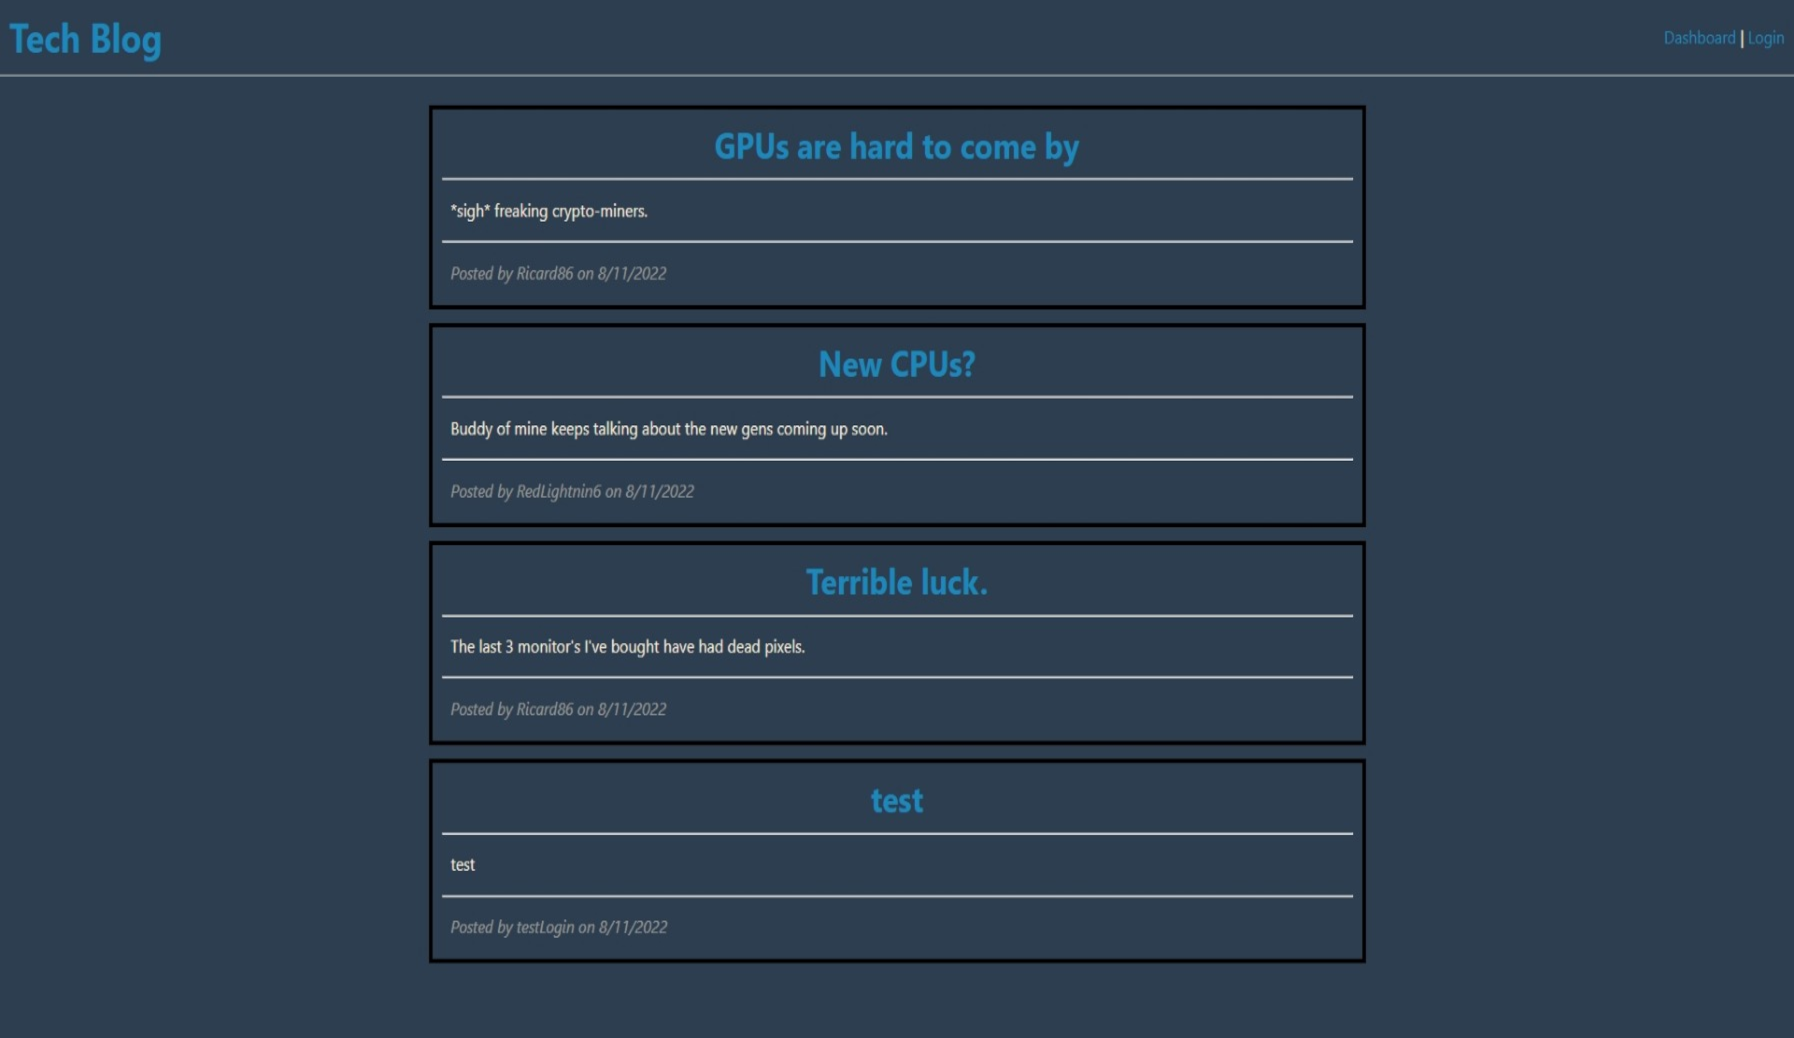 Tech Blog
Dashboard | Login
GPUs are hard to come by
*sigh* freaking crypto-miners.
Posted by Ricard86 on 8/11/2022
New CPUs?
Buddy of mine keeps talking about the new gens coming up soon.
Posted by RedLightnin6 on 8/11/2022
Terrible luck.
The last 3 monitor's I've bought have had dead pixels.
Posted by Ricard86 on 8/11/2022
test
test
Posted by testLogin on 8/11/2022